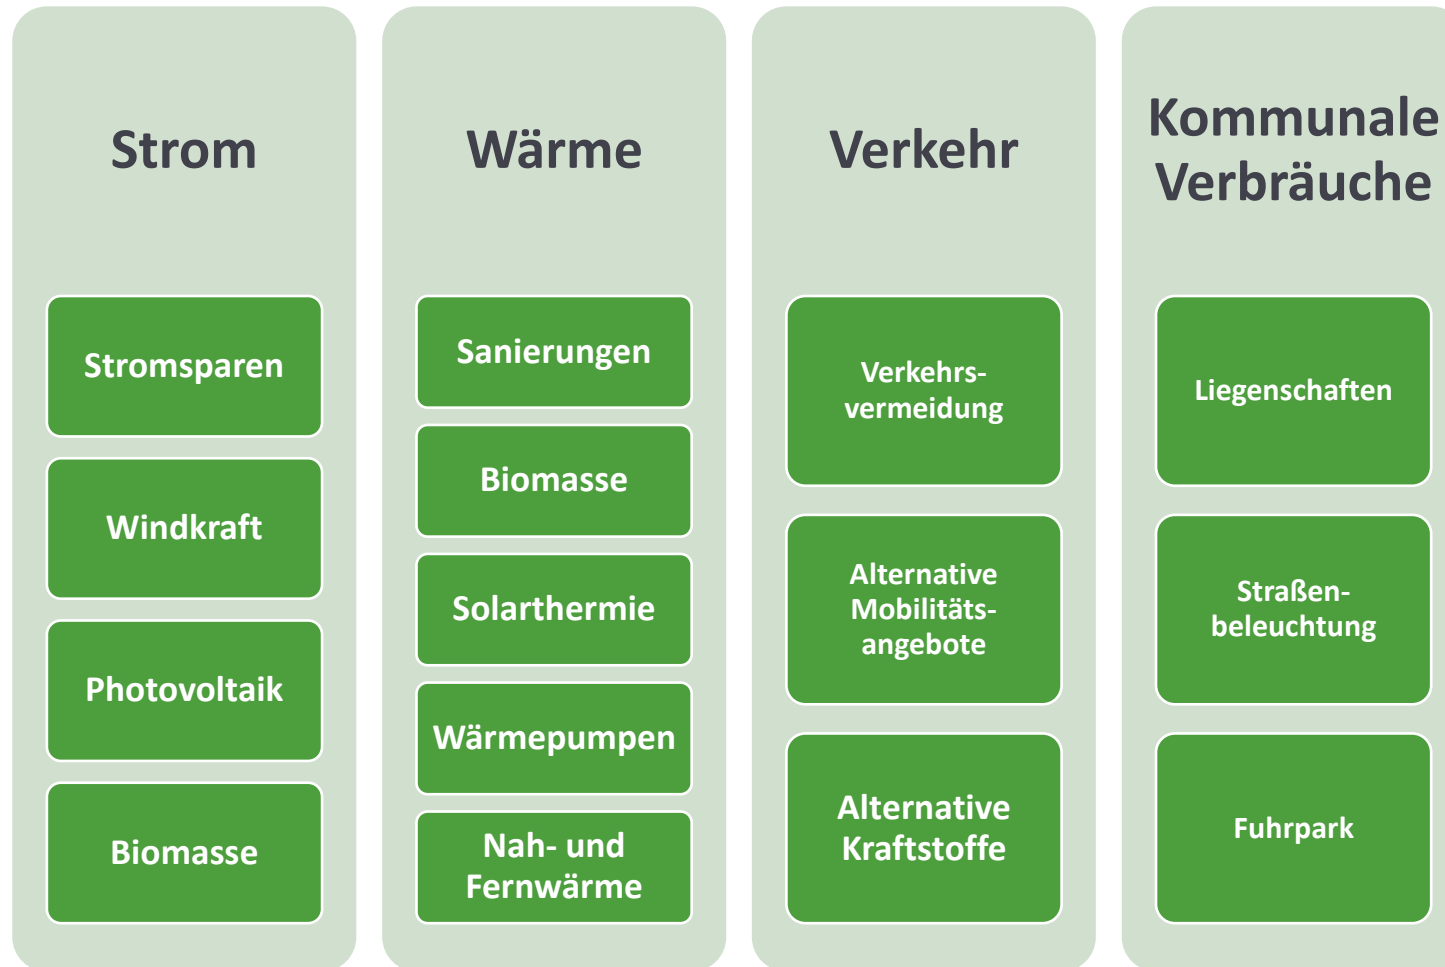 Strom
Stromsparen
Windkraft
Photovoltaik
Biomasse
Wärme
Sanierungen
Biomasse
Solarthermie
Wärmepumpen
Nah- und
Fernwärme
Verkehr
Verkehrs-
vermeidung
Alternative
Mobilitäts-
angebote
Alternative
Kraftstoffe
Kommunale
Verbräuche
Liegenschaften
Straßen-
beleuchtung
Fuhrpark